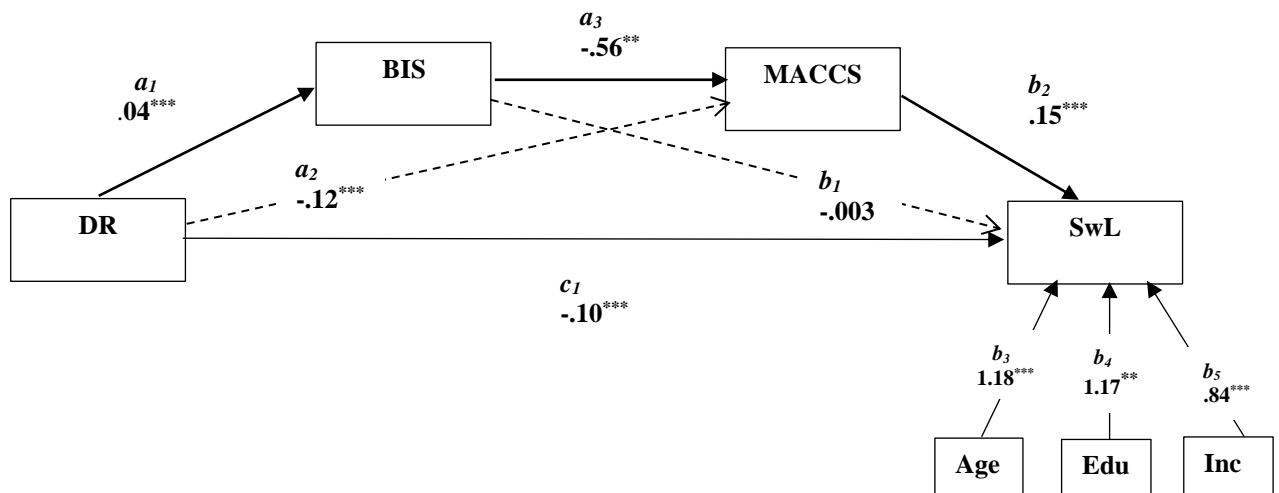 a3
-.56**
BIS
MACCS
a1
.04***
b2
.15***
a2
-.12***
b1
-.003
DR
SwL
c1
-.10***
b3
1.18***
b4
1.17**
b5
.84***
Age
Edu
Inc